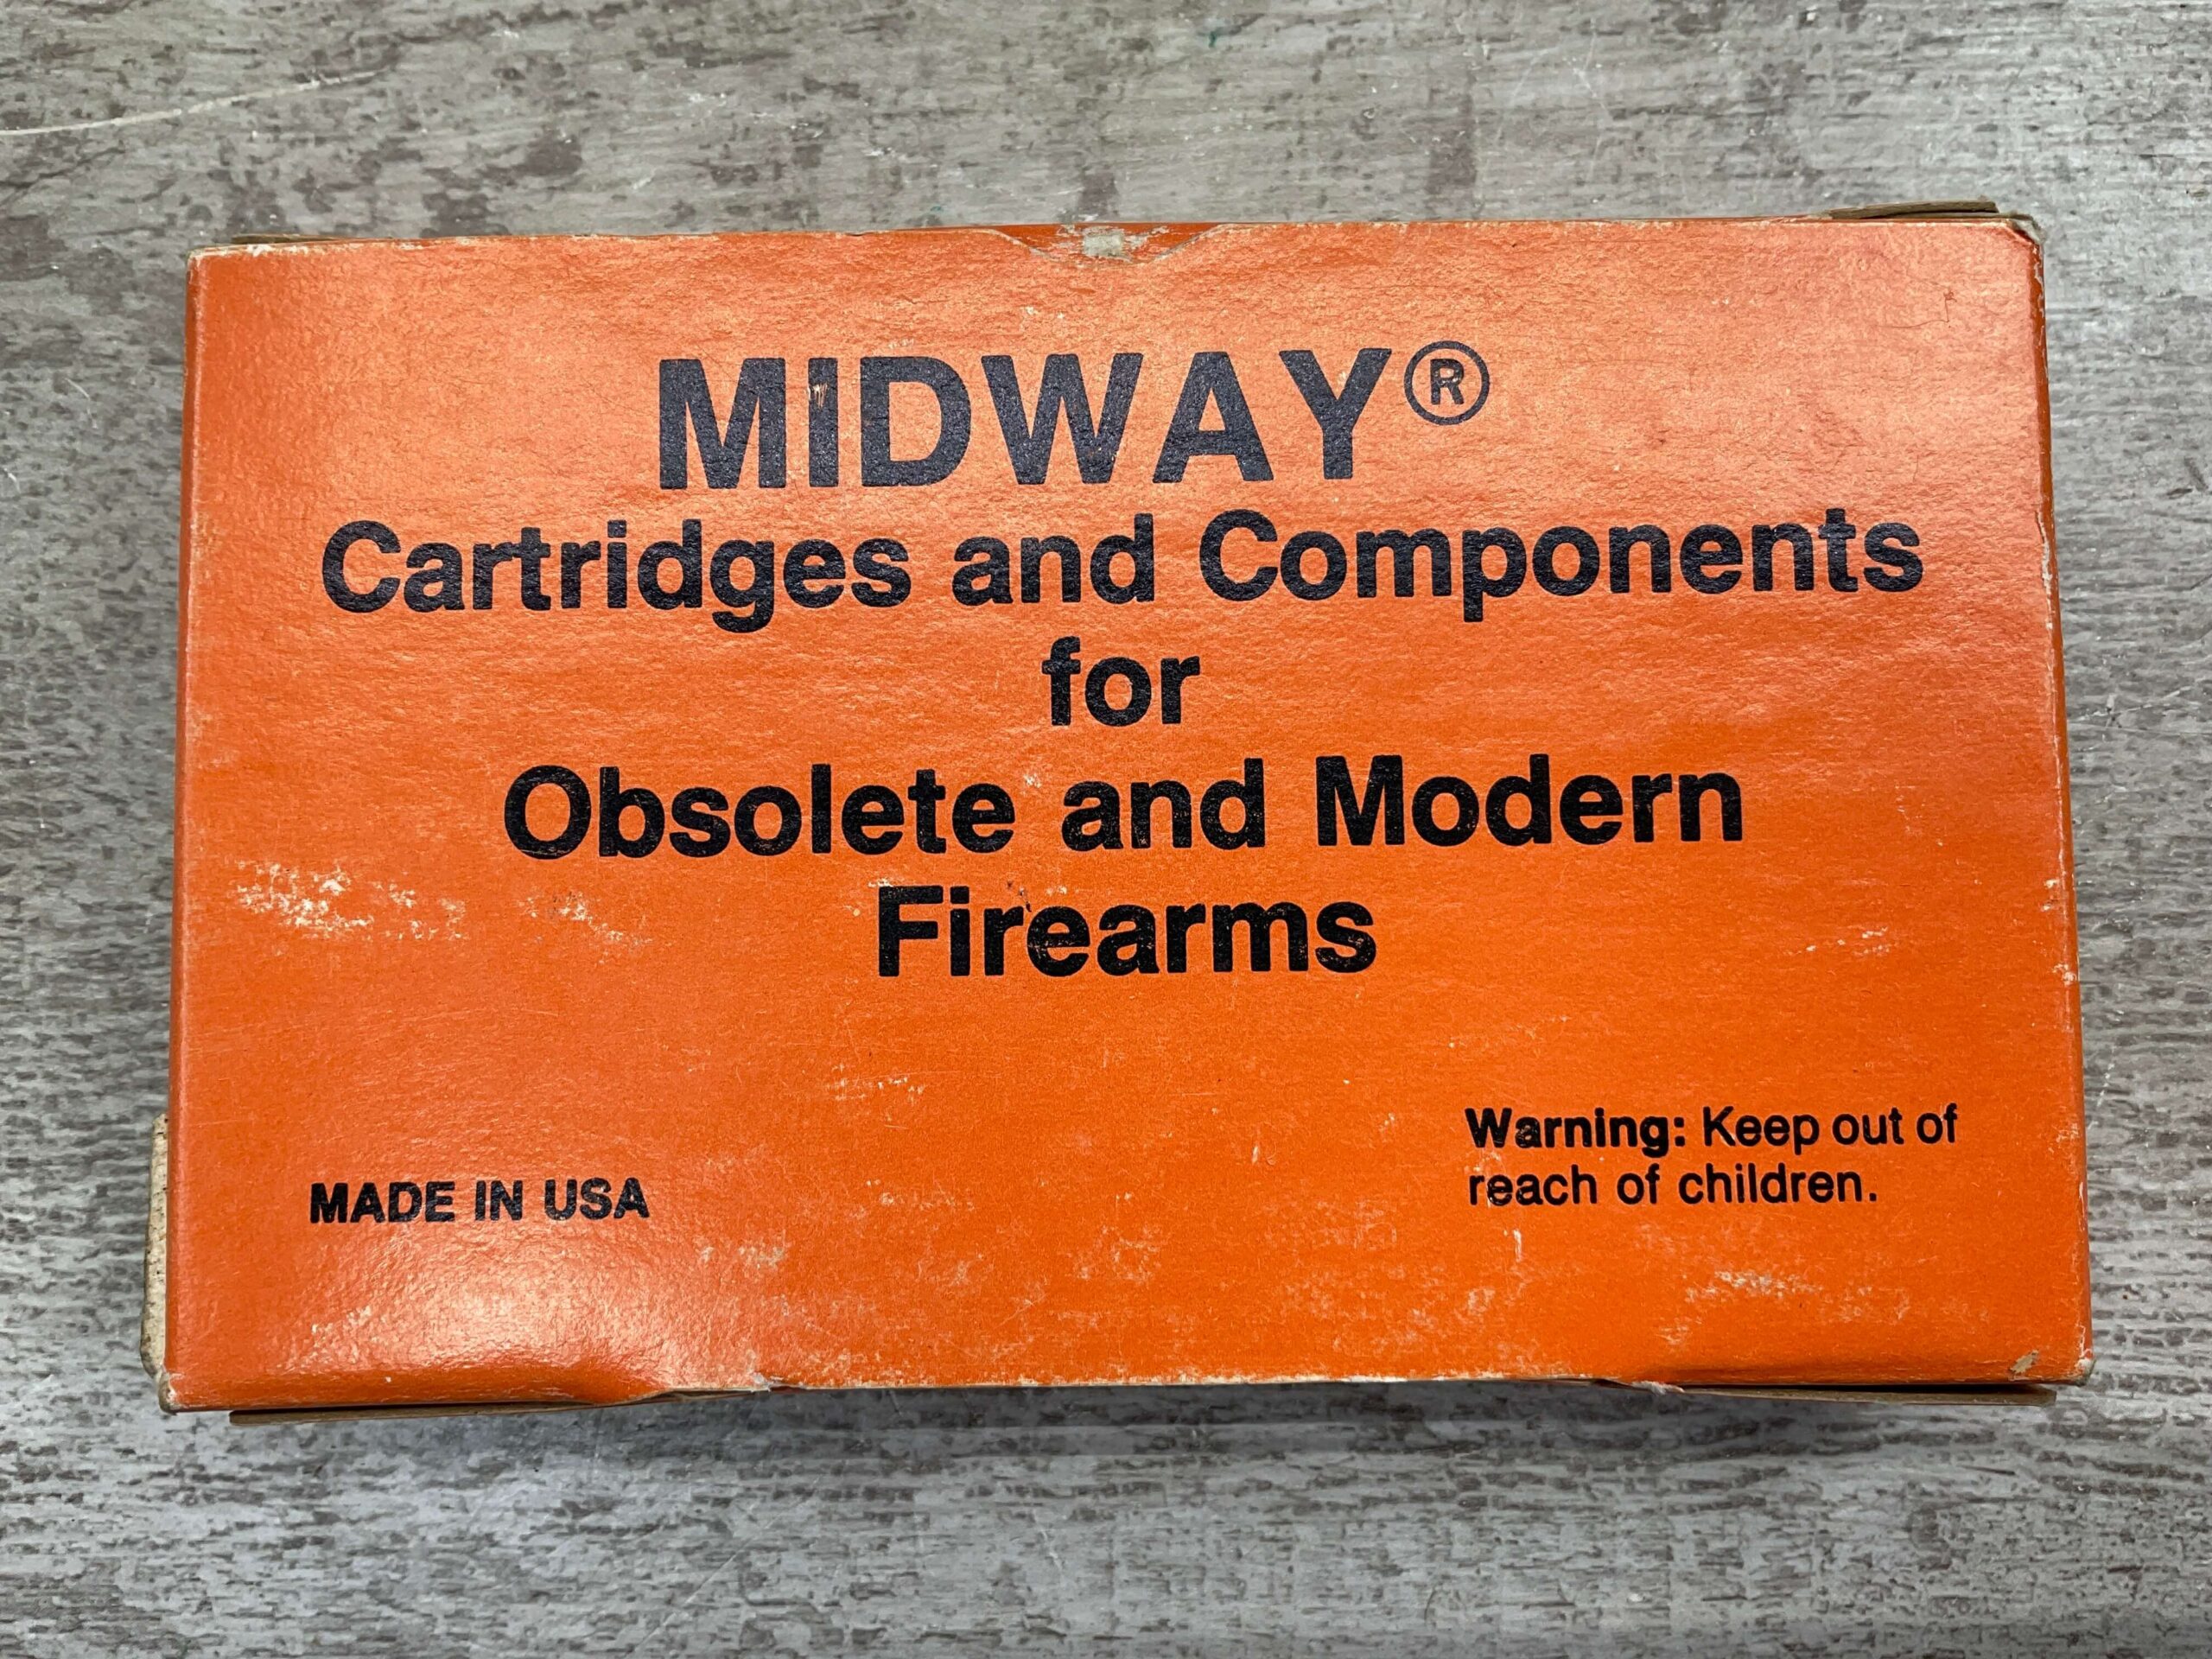 MIDWAY®
Cartridges and Components
for
Obsolete and Modern
Firearms
MADE IN USA
Warning: Keep out of
reach of children.